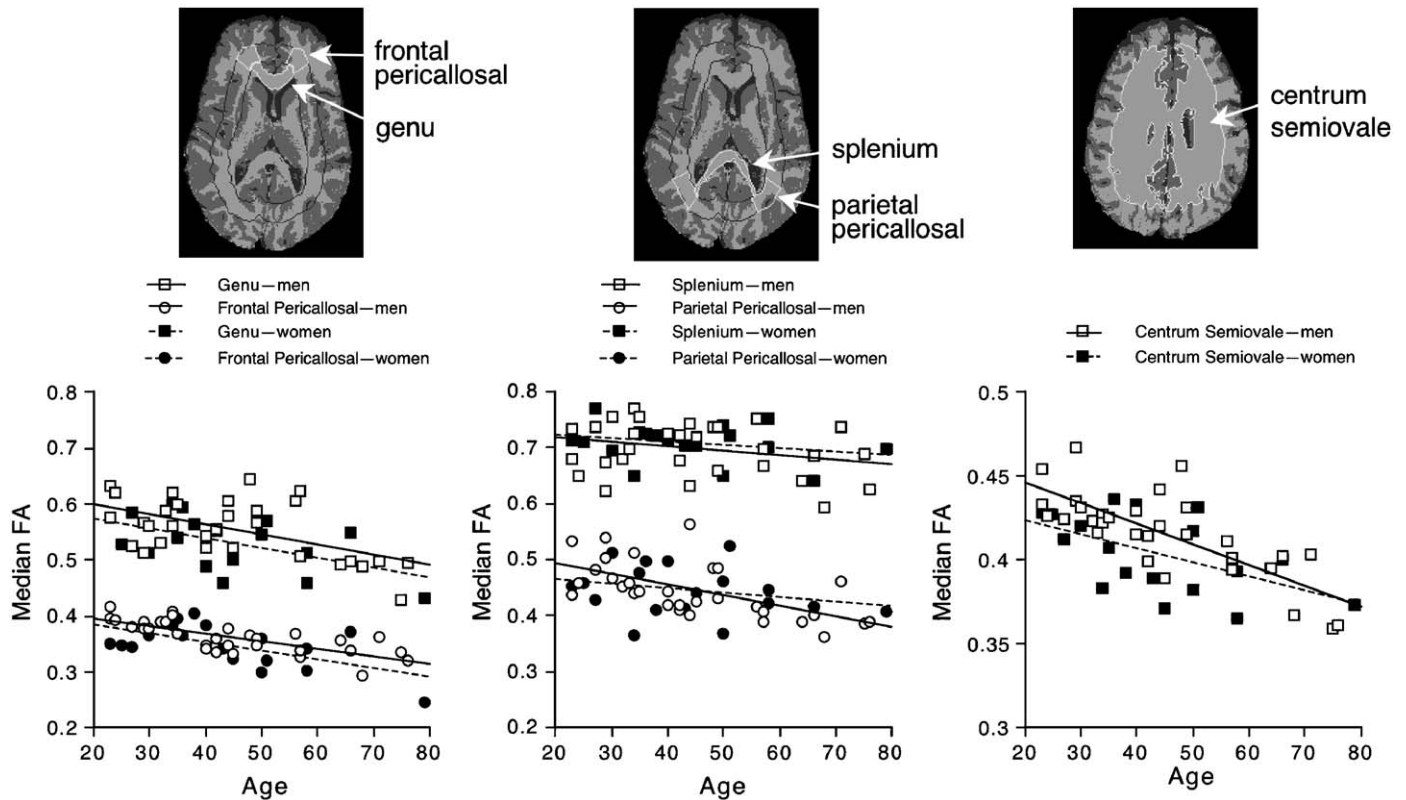 frontal
pericallosal
genu
splenium
parietal
pericallosal
centrum
semiovale
Genu—men
Frontal Pericallosal—men
Genu—women
Frontal Pericallosal—women
Splenium—men
Parietal Pericallosal—men
Splenium—women
Parietal Pericallosal—women
Centrum Semiovale—men
Centrum Semiovale—women
Median FA
0.8
0.7
0.6
0.5
0.4
0.3
0.2
20 30 40 50 60 70 80
Age
Median FA
0.8
0.7
0.6
0.5
0.4
0.3
0.2
20 30 40 50 60 70 80
Age
Median FA
0.5
0.45
0.4
0.35
0.3
20 30 40 50 60 70 80
Age